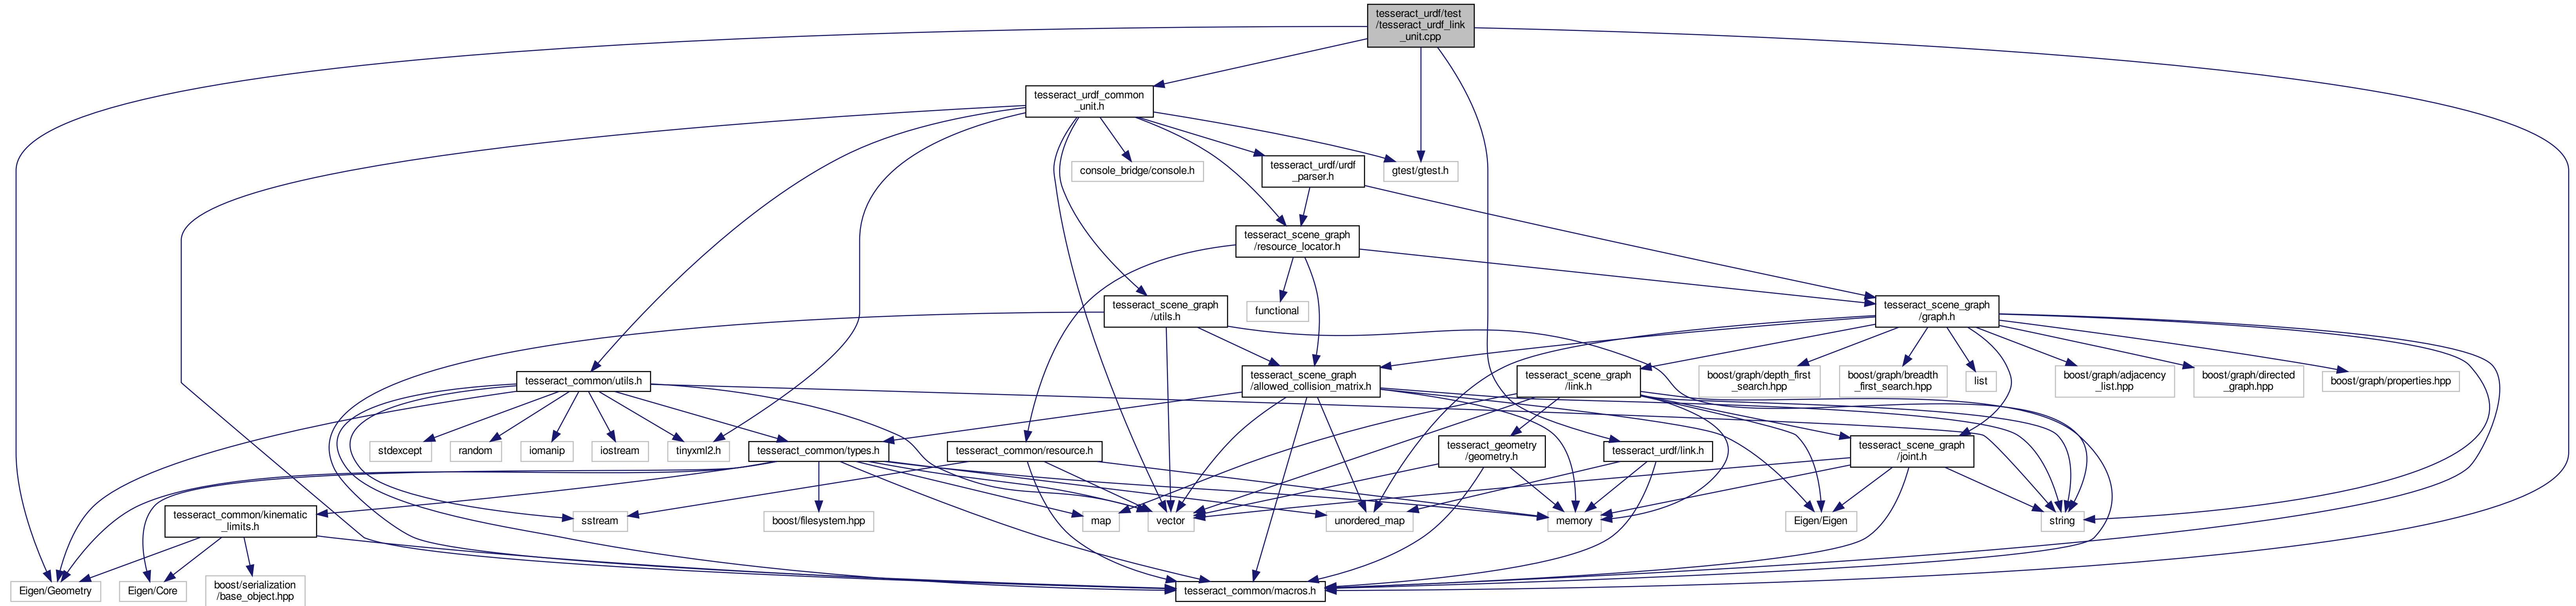 tesseract_urdf/test
/tesseract_urdf_link
_unit.cpp
tesseract_urdf_common
_unit.h
console_bridge/console.h
tesseract_urdf/urdf
_parser.h
gtest/gtest.h
tesseract_scene_graph
/resource_locator.h
tesseract_scene_graph
/utils.h
functional
tesseract_scene_graph
/graph.h
tesseract_common/utils.h
tesseract_scene_graph
/allowed_collision_matrix.h
tesseract_scene_graph
/link.h
boost/graph/depth_first
_search.hpp
boost/graph/breadth
_first_search.hpp
list
boost/graph/adjacency
_list.hpp
boost/graph/directed
_graph.hpp
boost/graph/properties.hpp
stdexcept
random
iomanip
iostream
tinyxml2.h
tesseract_common/types.h
tesseract_common/resource.h
tesseract_geometry
/geometry.h
tesseract_urdf/link.h
tesseract_scene_graph
/joint.h
tesseract_common/kinematic
_limits.h
sstream
boost/filesystem.hpp
map
vector
unordered_map
memory
Eigen/Eigen
string
Eigen/Geometry
Eigen/Core
boost/serialization
/base_object.hpp
tesseract_common/macros.h